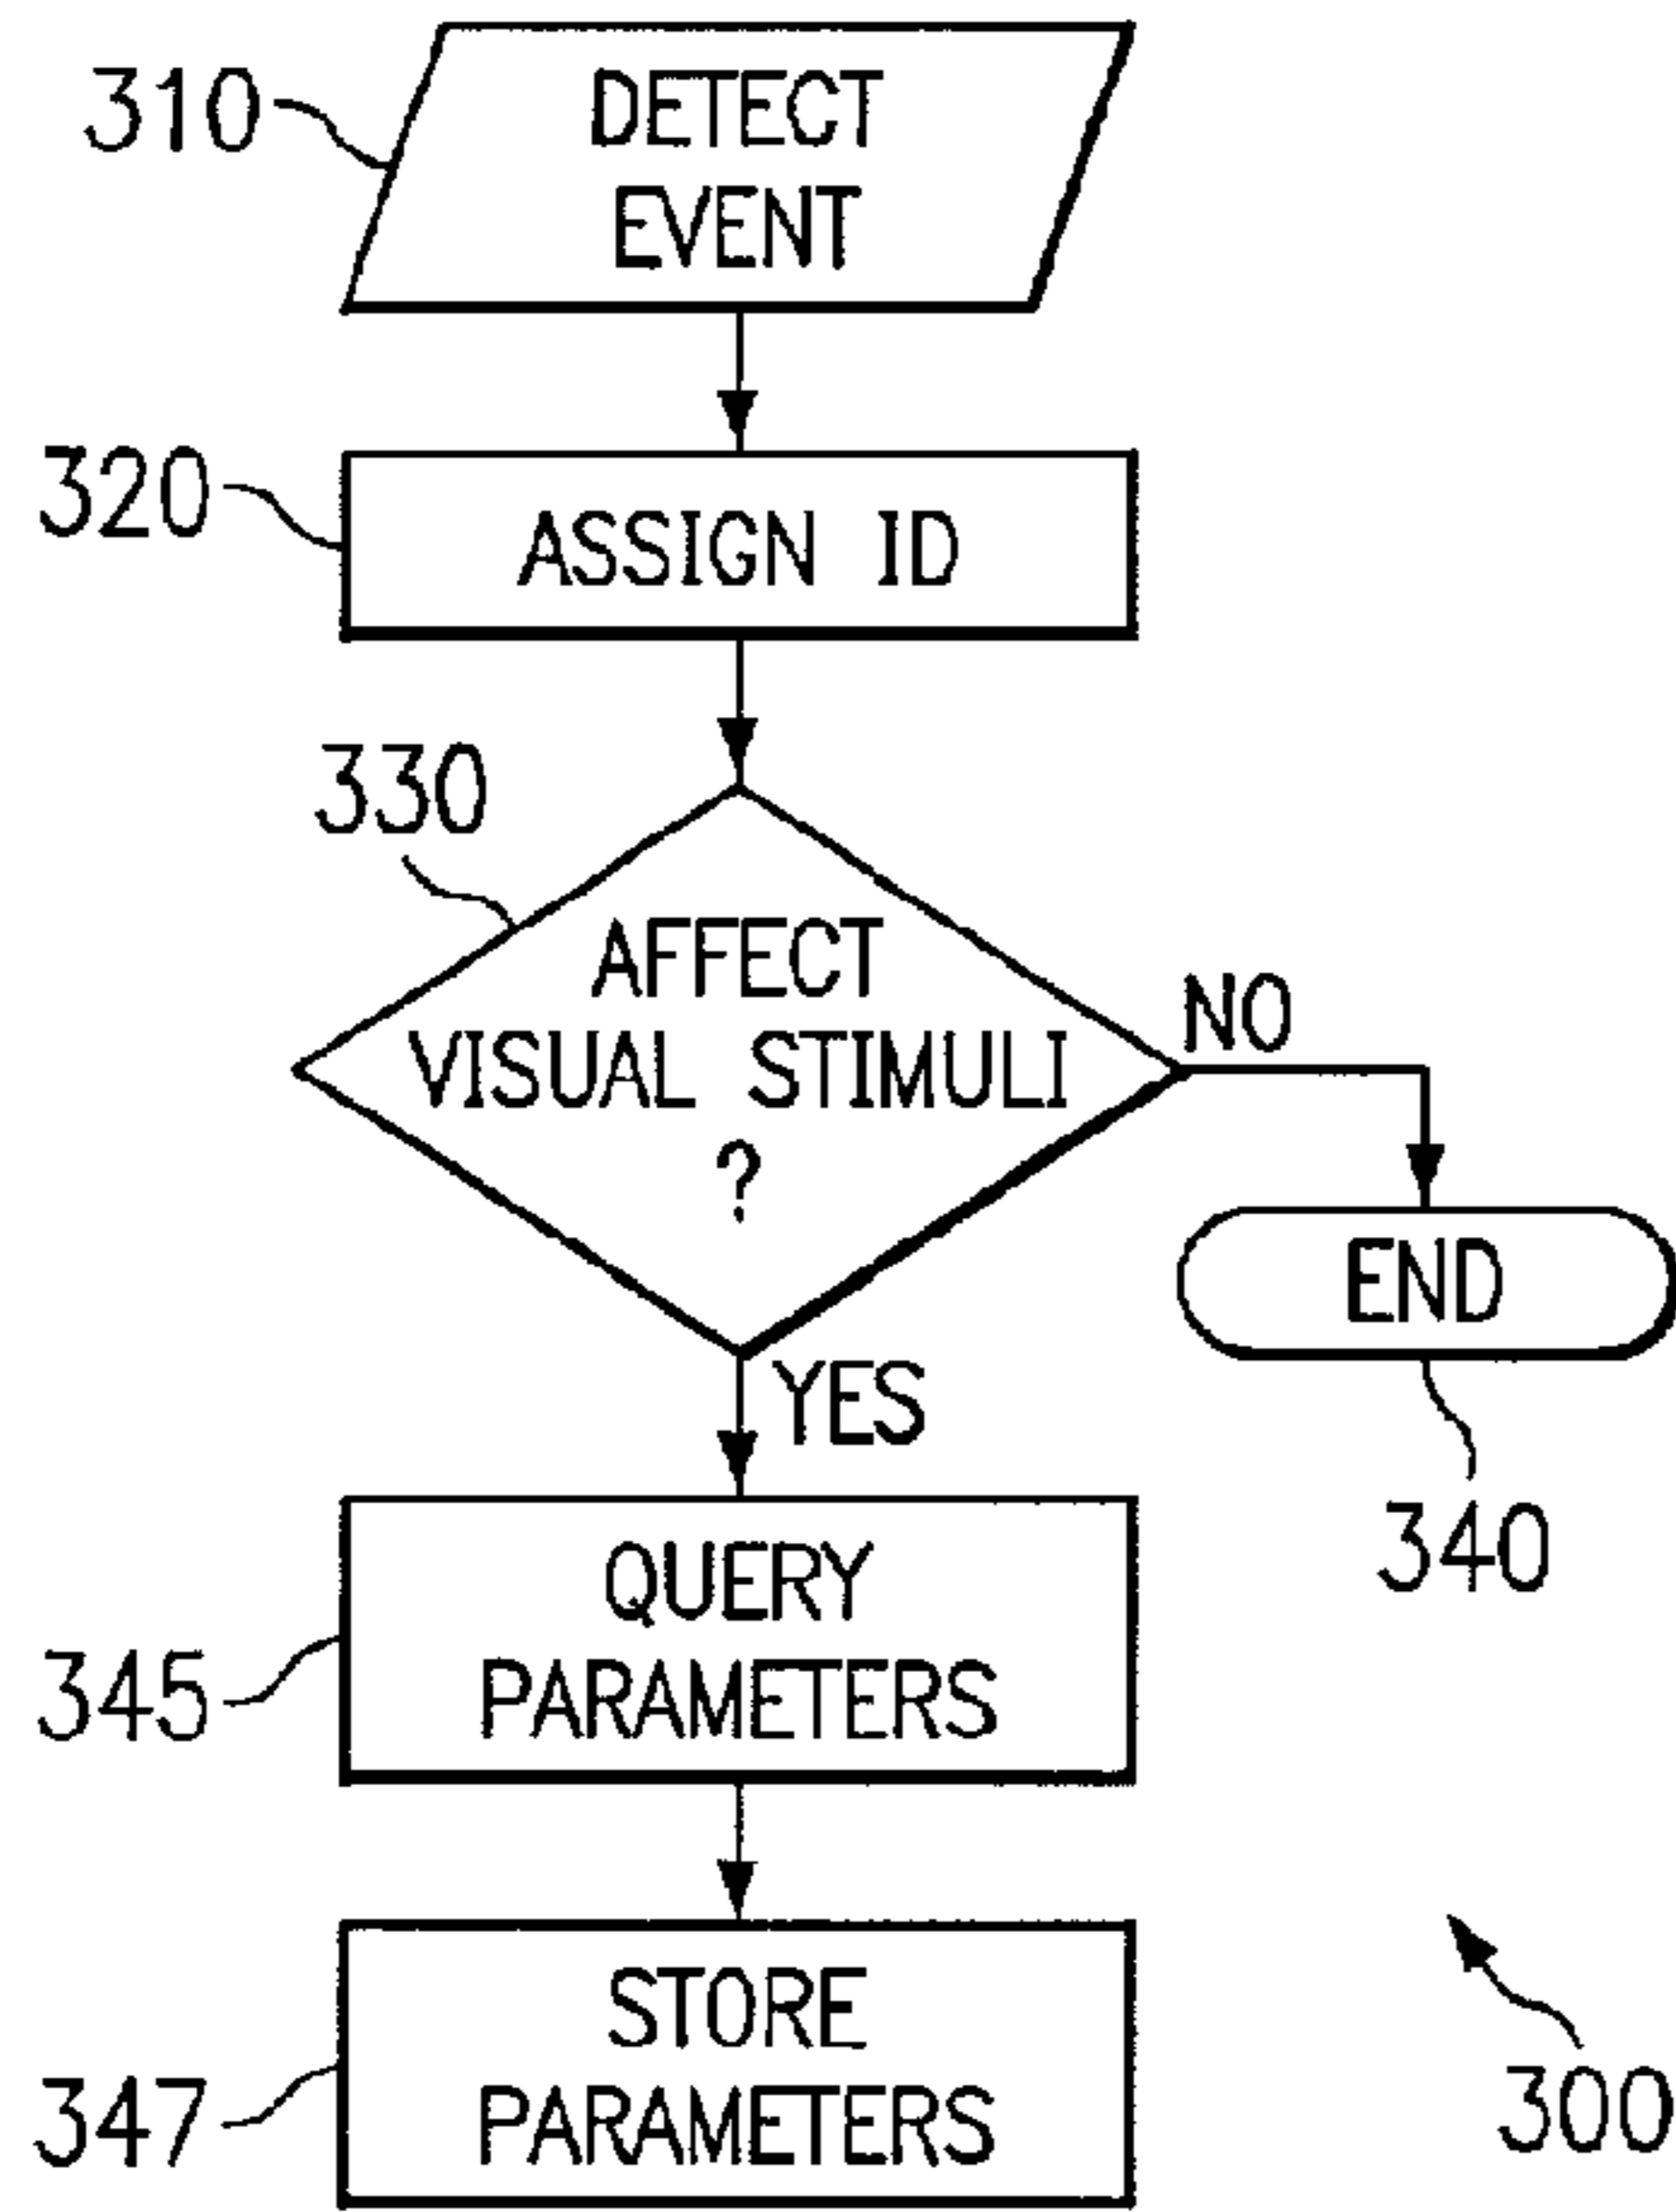 310
DETECT
EVENT
320
ASSIGN ID
330
AFFECT
VISUAL STIMULI
?
NO
END
340
YES
345
QUERY
PARAMETERS
347
STORE
PARAMETERS
300